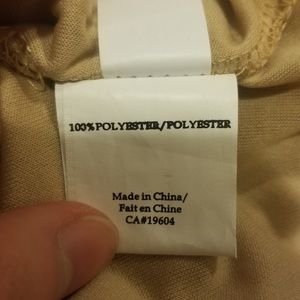 100% POLYESTER/POLYESTER
Made in China/
Fait en Chine
CA#19604